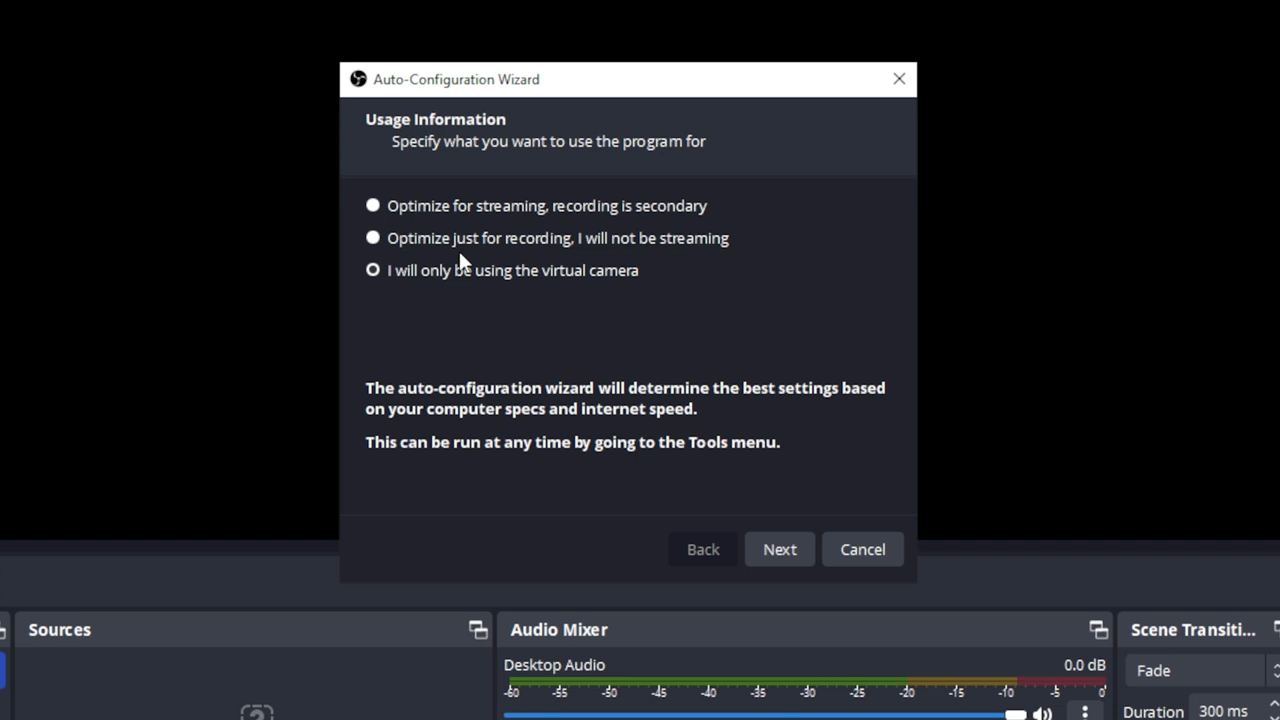 Auto-Configuration Wizard
Usage Information
Specify what you want to use the program for
Optimize for streaming, recording is secondary
Optimize just for recording, I will not be streaming
I will only be using the virtual camera
The auto-configuration wizard will determine the best settings based
on your computer specs and internet speed.
This can be run at any time by going to the Tools menu.
Back Next Cancel
Sources
Audio Mixer
Scene Transiti...
Desktop Audio 0.0 dB
-60 -55 -50 -45 -40 -35 -30 -25 -20 -15 -10 -5 0
Fade
Duration 300 ms